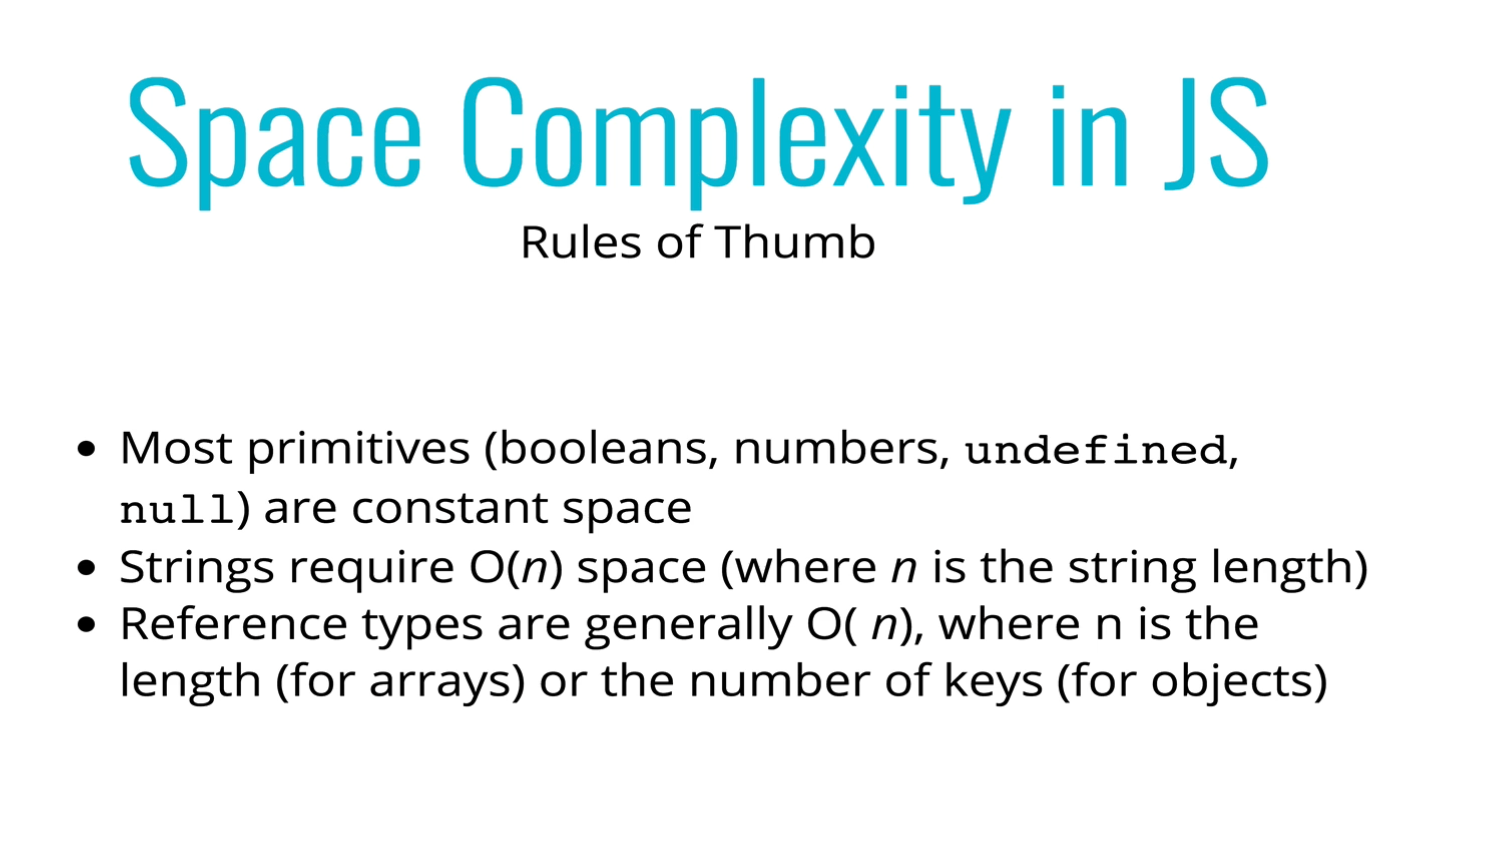 Space Complexity in JS
Rules of Thumb
• Most primitives (booleans, numbers, undefined,
null) are constant space
• Strings require O(n) space (where n is the string length)
• Reference types are generally O( n), where n is the
length (for arrays) or the number of keys (for objects)